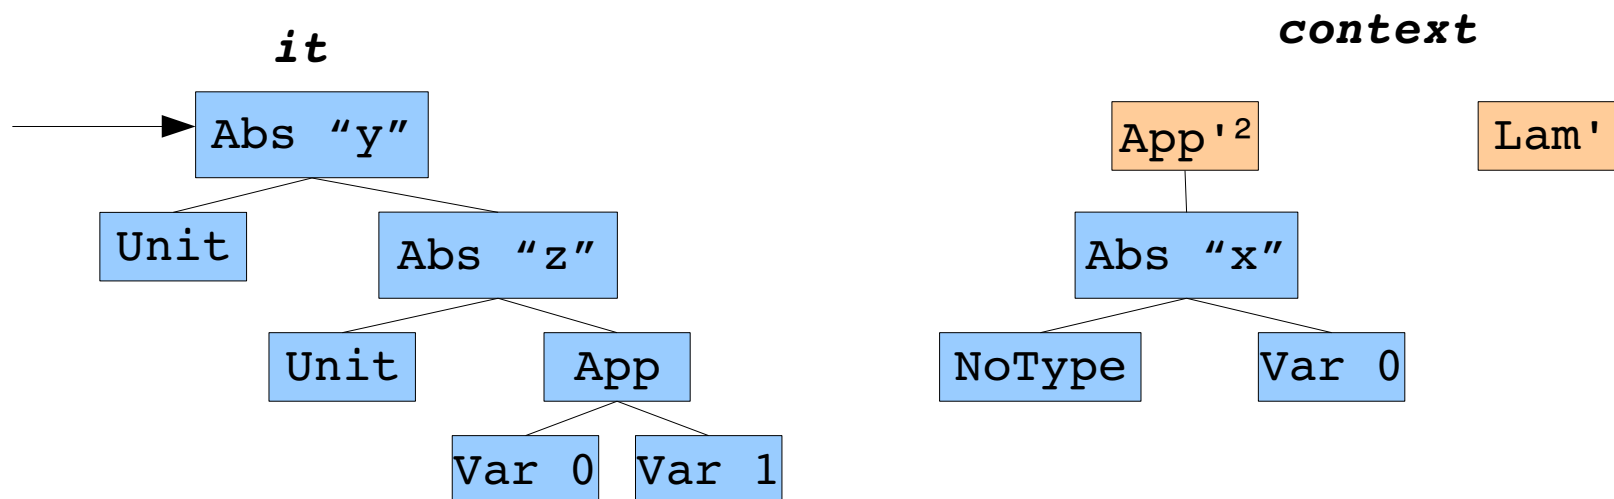 it
context
Abs “y”
App'²
Lam'
Unit
Abs “z”
Abs “x”
Unit
App
NoType
Var 0
Var 0
Var 1